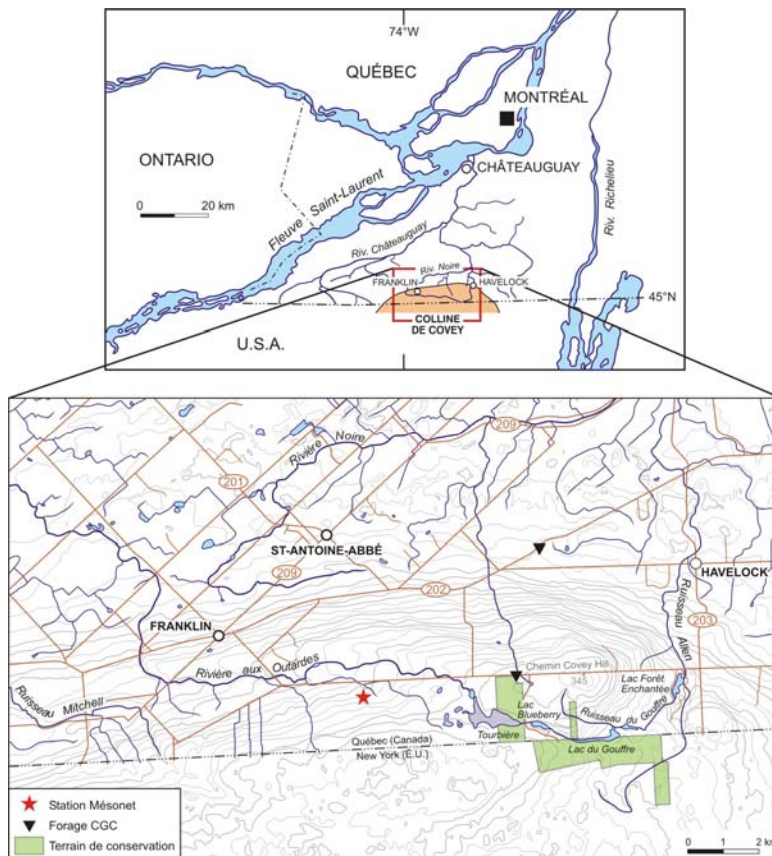 74°W
QUÉBEC
MONTRÉAL
ONTARIO
CHÂTEAUGUAY
0 20 km
Fleuve Saint-Laurent
Riv. Richelieu
Riv. Châteauguay
Riv. Noire
FRANKLIN
HAVELOCK
45°N
COLLINE
DE COVEY
U.S.A.
209
Rivière Noire
201
ST-ANTOINE-ABBÉ
209
HAVELOCK
202
203
Ruisseau Allen
FRANKLIN
Rivière aux Outardes
Chemin Covey Hill
345
Lac Forêt
Enchantée
Ruisseau Mitchell
Lac
Blueberry
Ruisseau du Gouffre
Tourbière
Québec (Canada)
New York (E.U.)
Lac du Gouffre
Station Mésonet
Forage CGC
Terrain de conservation
0 1 2 km